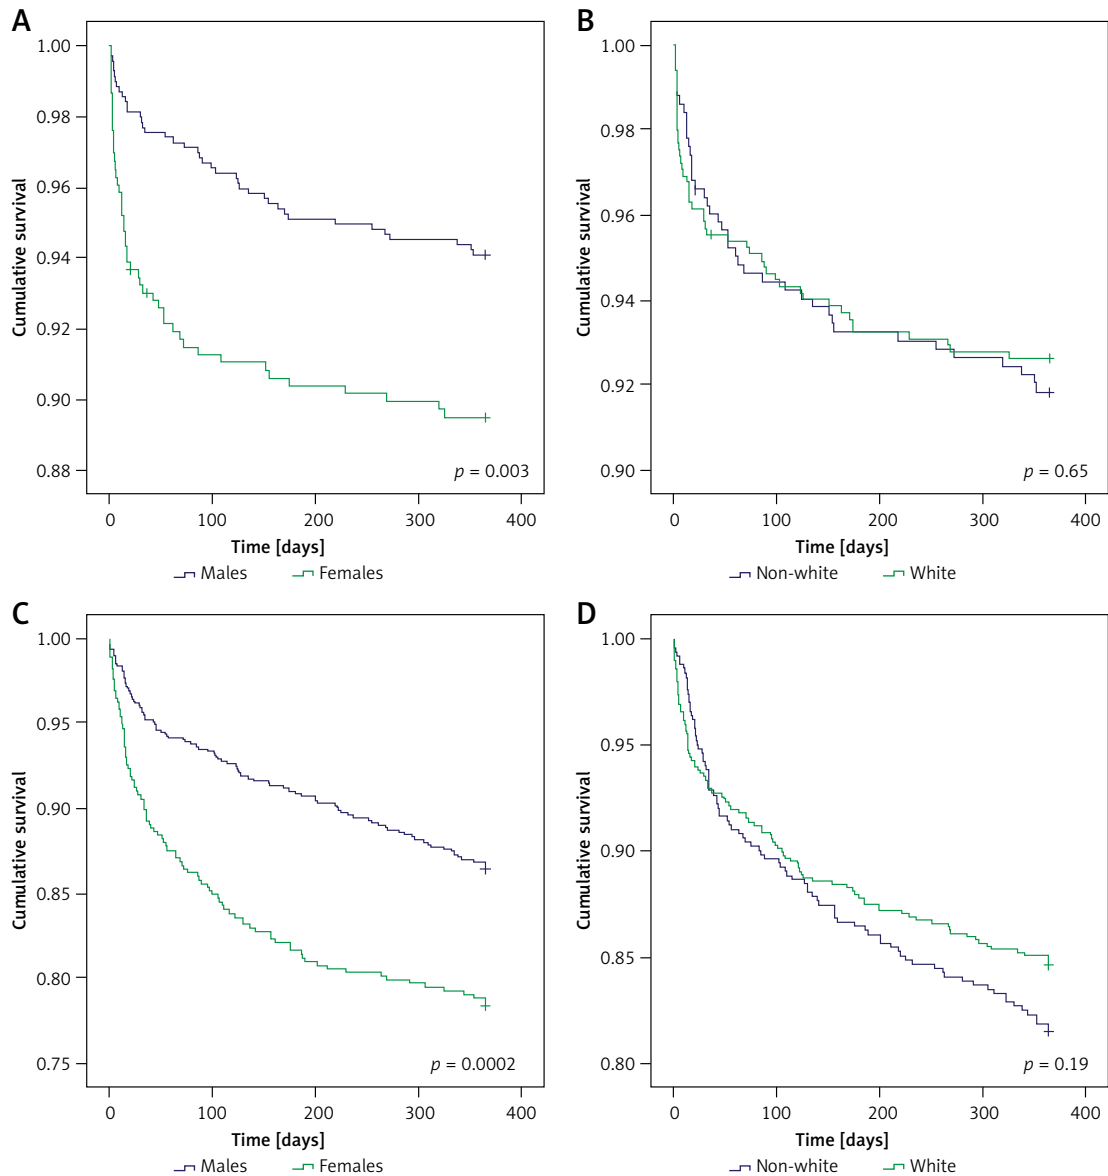 A
Cumulative survival
1.00
0.98
0.96
0.94
0.92
0.90
0.88
p = 0.003
0 100 200 300 400
Time [days]
Males Females
B
Cumulative survival
1.00
0.98
0.96
0.94
0.92
0.90
p = 0.65
0 100 200 300 400
Time [days]
Non-white White
C
Cumulative survival
1.00
0.95
0.90
0.85
0.80
0.75
p = 0.0002
0 100 200 300 400
Time [days]
Males Females
D
Cumulative survival
1.00
0.95
0.90
0.85
0.80
p = 0.19
0 100 200 300 400
Time [days]
Non-white White